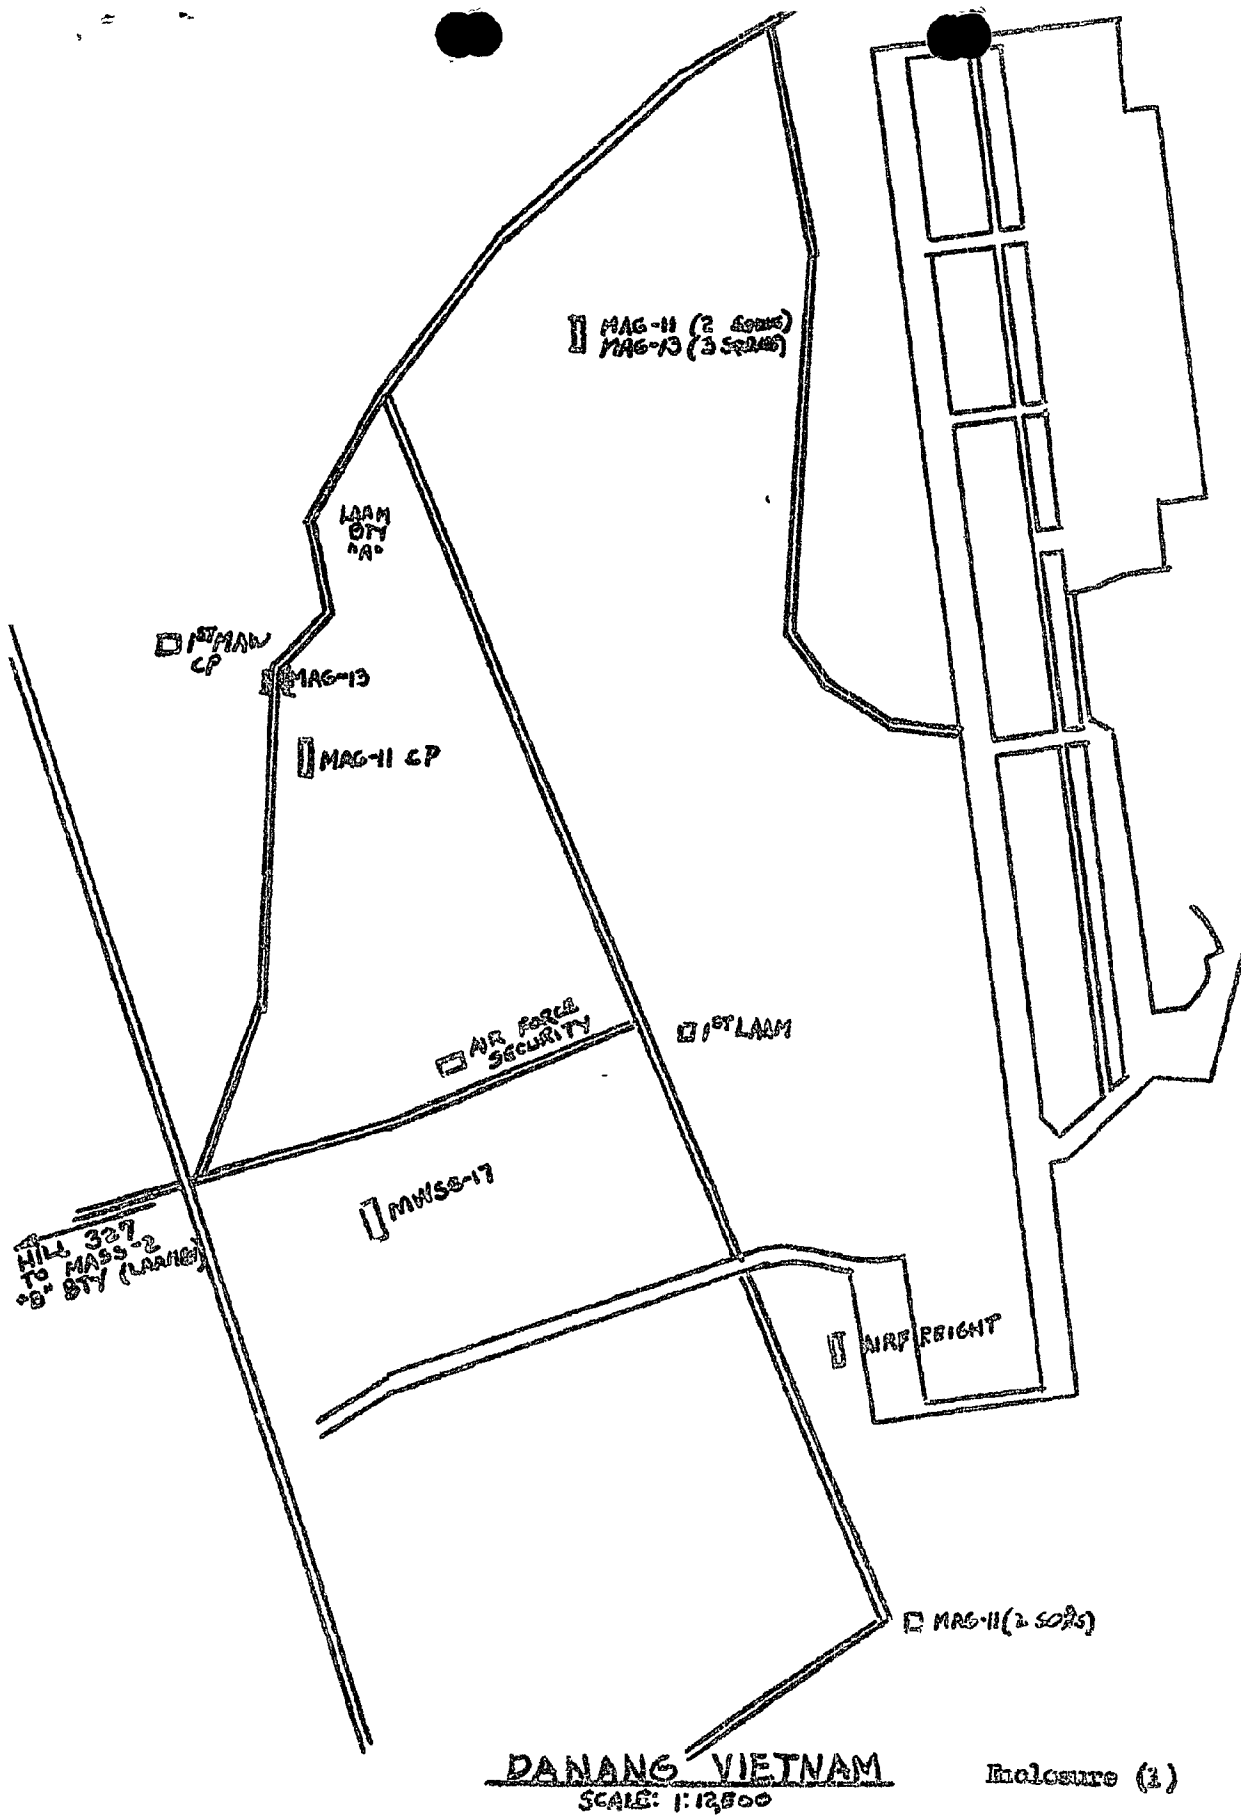 MAG-11 (2 SQDNS)
MAG-13 (3 SQDNS)
LAAM
BTY
"A"
1ST MAW
CP
MAG-13
MAG-11 CP
AIR FORCE
SECURITY
1ST LAAM
MWSG-17
HILL 327
TO MASS-2
"B" BTY (LAAMBN)
AIRFREIGHT
MAG-11 (2 SQDS)
DANANG VIETNAM
SCALE: 1:12,500
Enclosure (1)